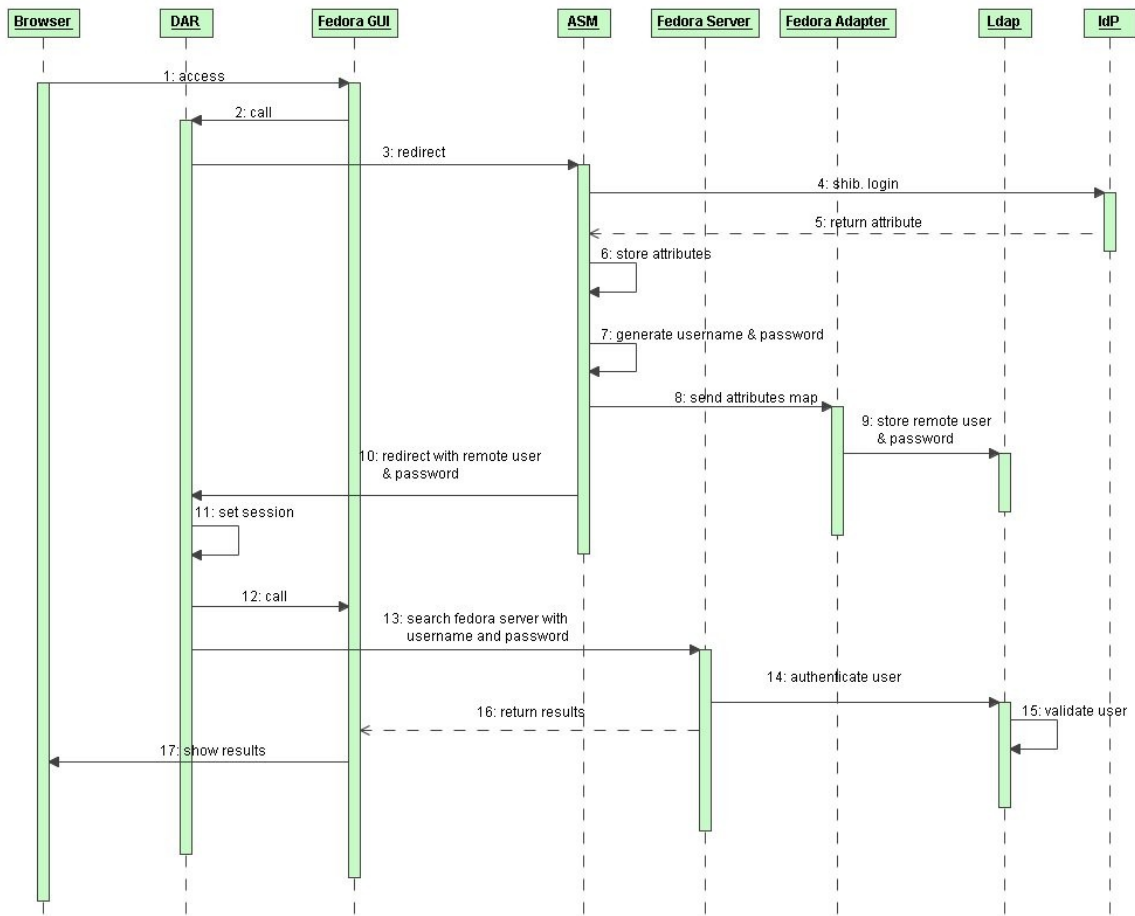 Browser
DAR
Fedora GUI
ASM
Fedora Server
Fedora Adapter
Ldap
IdP
1: access
2: call
3: redirect
4: shib. login
5: return attribute
6: store attributes
7: generate username & password
8: send attributes map
9: store remote user
& password
10: redirect with remote user
& password
11: set session
12: call
13: search fedora server with
username and password
14: authenticate user
15: validate user
16: return results
17: show results